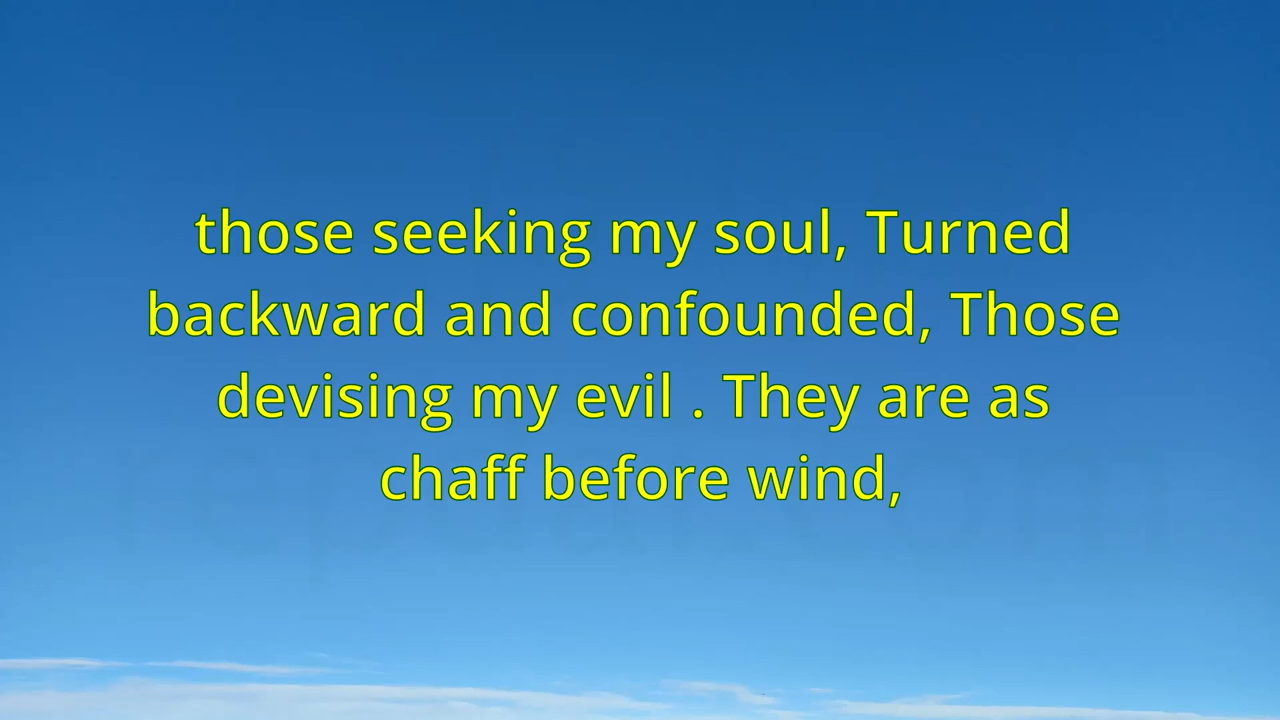 those seeking my soul, Turned
backward and confounded, Those
devising my evil . They are as
chaff before wind,